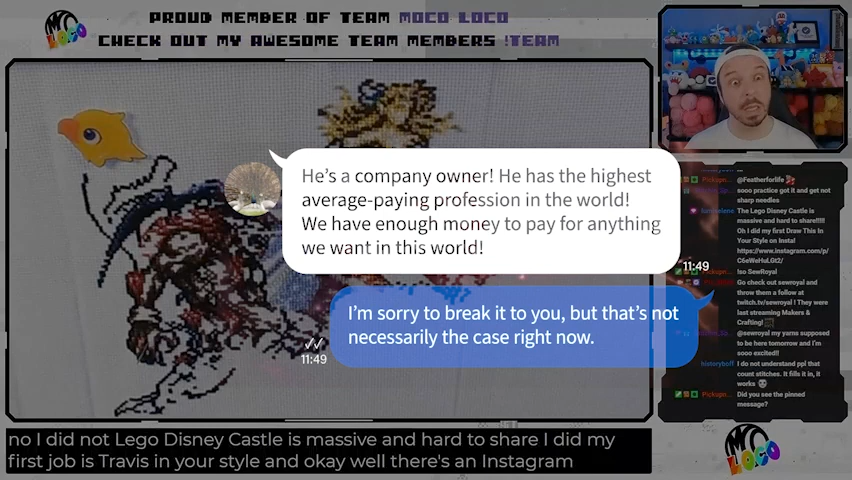 PROUD MEMBER OF TEAM MOCO LOCO
CHECK OUT MY AWESOME TEAM MEMBERS !TEAM
LOCO
He's a company owner! He has the highest
average-paying profession in the world!
We have enough money to pay for anything
we want in this world!
11:49
I'm sorry to break it to you, but that's not
necessarily the case right now.
11:49
@Featherforlife
sooo practice got it and get not
sharp needles
The Lego Disney Castle is
massive and hard to share!!!!!
Oh I did my first Draw This In
Your Style on Insta!
https://www.instagram.com/p/
!so SewRoyal
Go check out sewroyal and
throw them a follow at
twitch.tv/sewroyal ! They were
last streaming Makers &
Crafting!
@sewroyal my yarns supposed
to be here tomorrow and I'm
sooo excited!!
historybuff
I do not understand ppl that
count stitches. It fills it in, it
works
Did you see the pinned
message?
no I did not Lego Disney Castle is massive and hard to share I did my
first job is Travis in your style and okay well there's an Instagram
LOCO